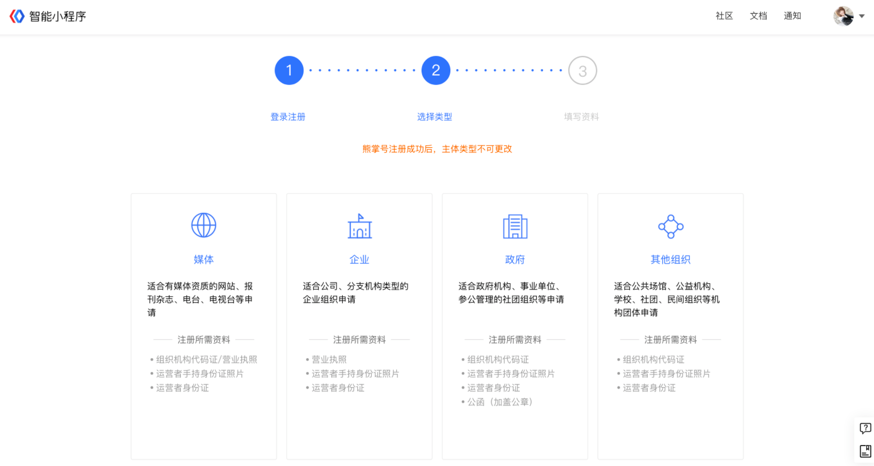 智能小程序
社区 文档 通知
1 2 3
登录注册 选择类型 填写资料
熊掌号注册成功后，主体类型不可更改
媒体
适合有媒体资质的网站、报
刊杂志、电台、电视台等申
请
注册所需资料
•组织机构代码证/营业执照
•运营者手持身份证照片
•运营者身份证
企业
适合公司、分支机构类型的
企业组织申请
注册所需资料
•营业执照
•运营者手持身份证照片
•运营者身份证
政府
适合政府机构、事业单位、
参公管理的社团组织等申请
注册所需资料
•组织机构代码证
•运营者手持身份证照片
•运营者身份证
•公函（加盖公章）
其他组织
适合公共场馆、公益机构、
学校、社团、民间组织等机
构团体申请
注册所需资料
•组织机构代码证
•运营者手持身份证照片
•运营者身份证